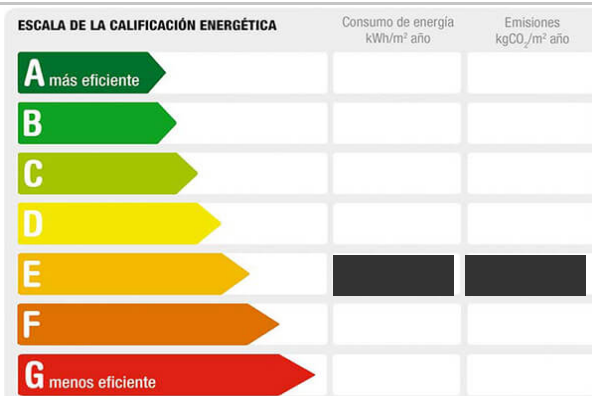 ESCALA DE LA CALIFICACIÓN ENERGÉTICA
Consumo de energía
kWh/m² año
Emisiones
kgCO₂/m² año
A más eficiente
B
C
D
E
F
G menos eficiente